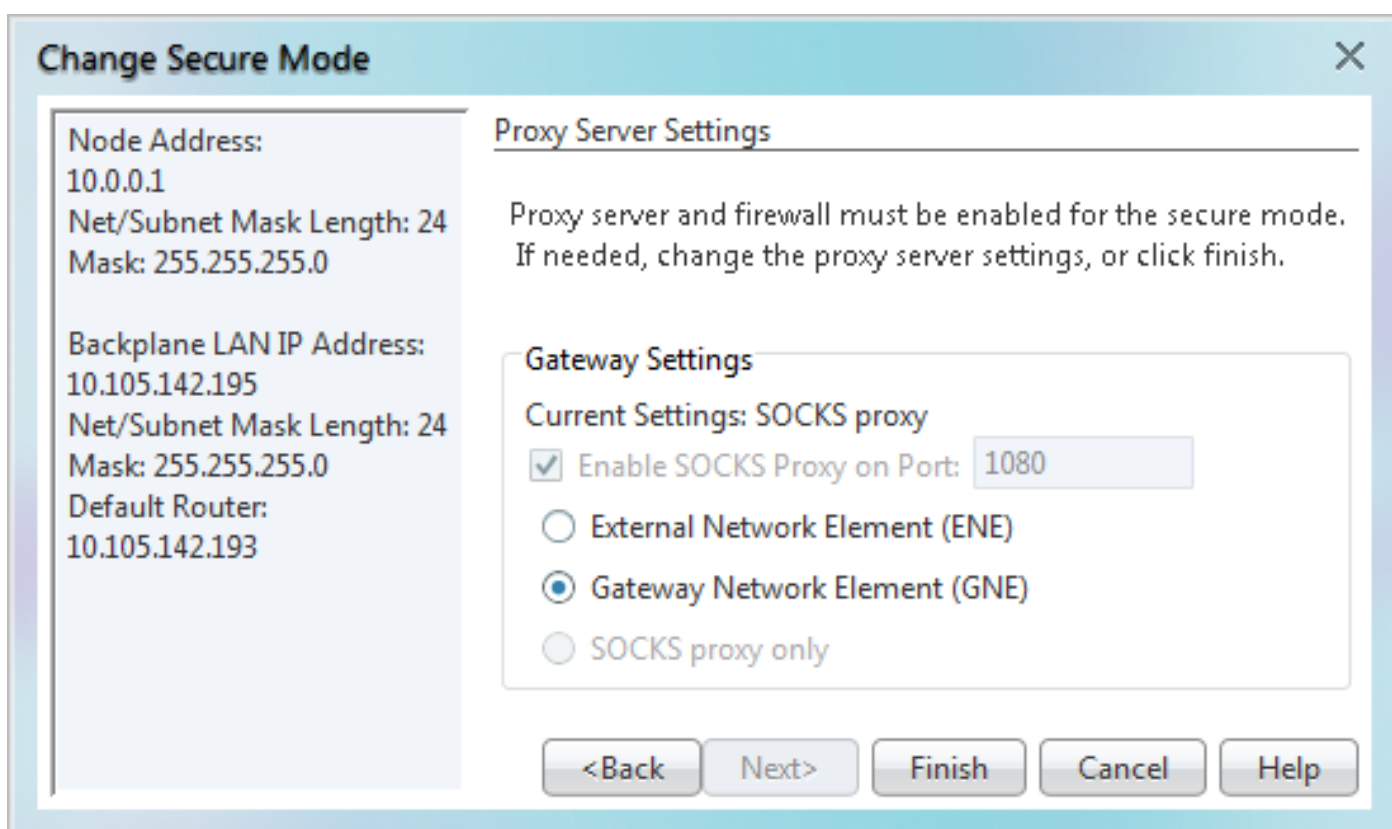 Change Secure Mode
Node Address:
10.0.0.1
Net/Subnet Mask Length: 24
Mask: 255.255.255.0
Backplane LAN IP Address:
10.105.142.195
Net/Subnet Mask Length: 24
Mask: 255.255.255.0
Default Router:
10.105.142.193
Proxy Server Settings
Proxy server and firewall must be enabled for the secure mode.
If needed, change the proxy server settings, or click finish.
Gateway Settings
Current Settings: SOCKS proxy
Enable SOCKS Proxy on Port: 1080
External Network Element (ENE)
Gateway Network Element (GNE)
SOCKS proxy only
<Back Next> Finish Cancel Help